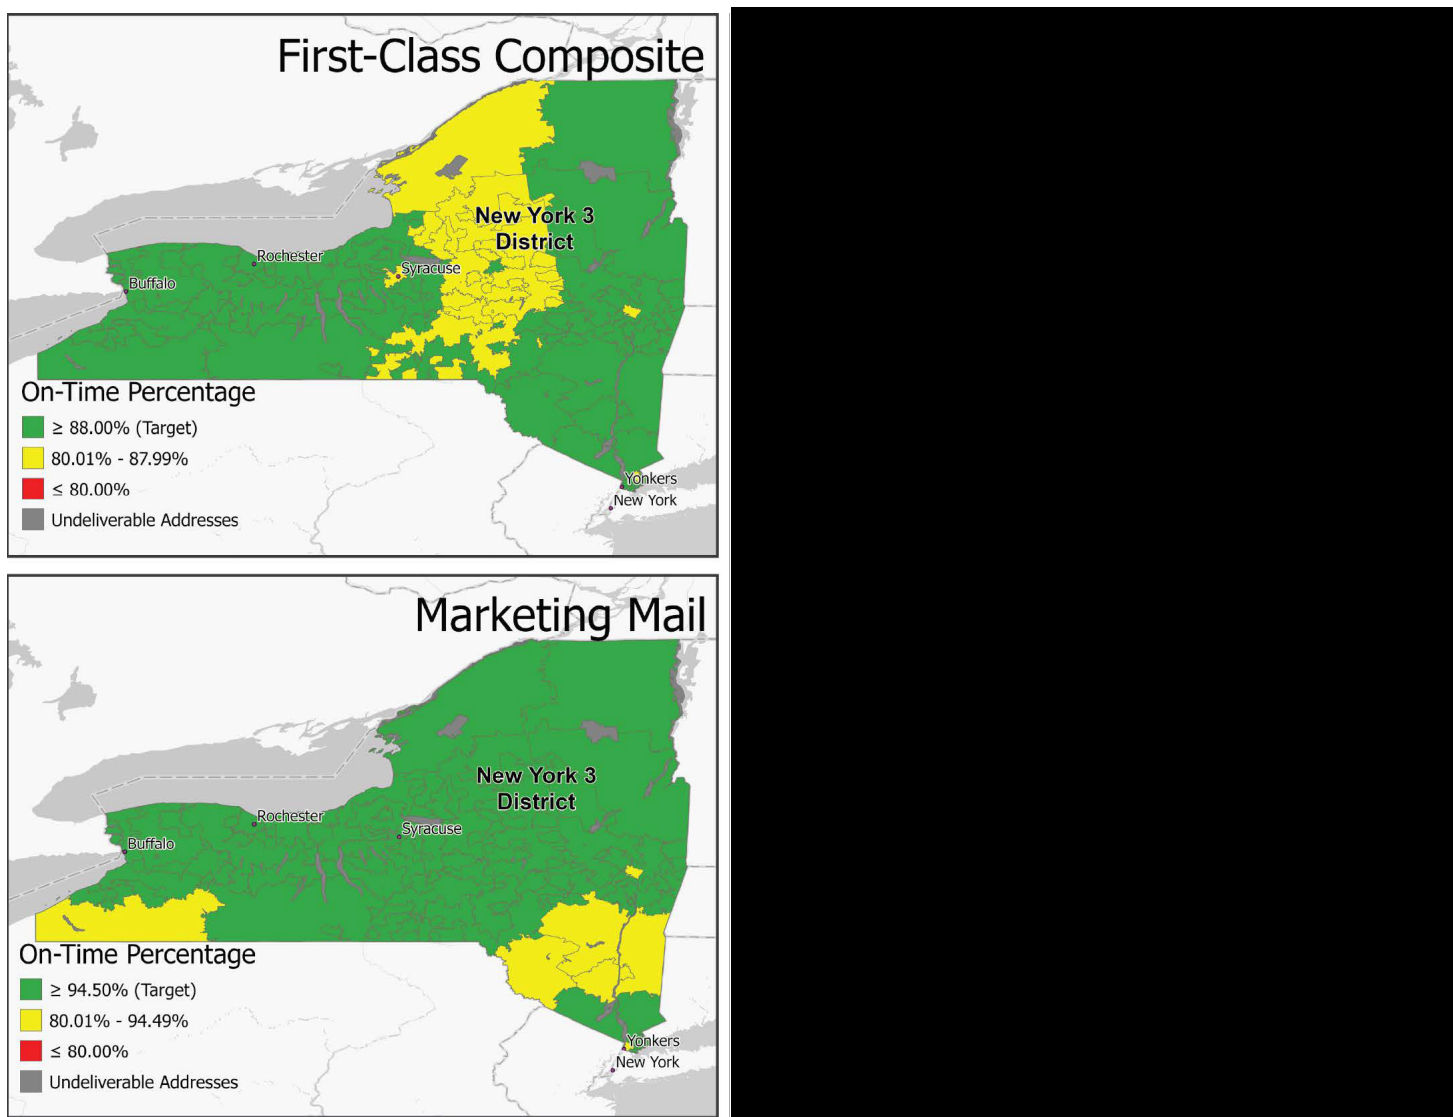 First-Class Composite
New York 3
District
Rochester
Syracuse
Buffalo
On-Time Percentage
≥ 88.00% (Target)
80.01% - 87.99%
≤ 80.00%
Undeliverable Addresses
Yonkers
New York
Marketing Mail
New York 3
District
Rochester
Syracuse
Buffalo
On-Time Percentage
≥ 94.50% (Target)
80.01% - 94.49%
≤ 80.00%
Undeliverable Addresses
Yonkers
New York